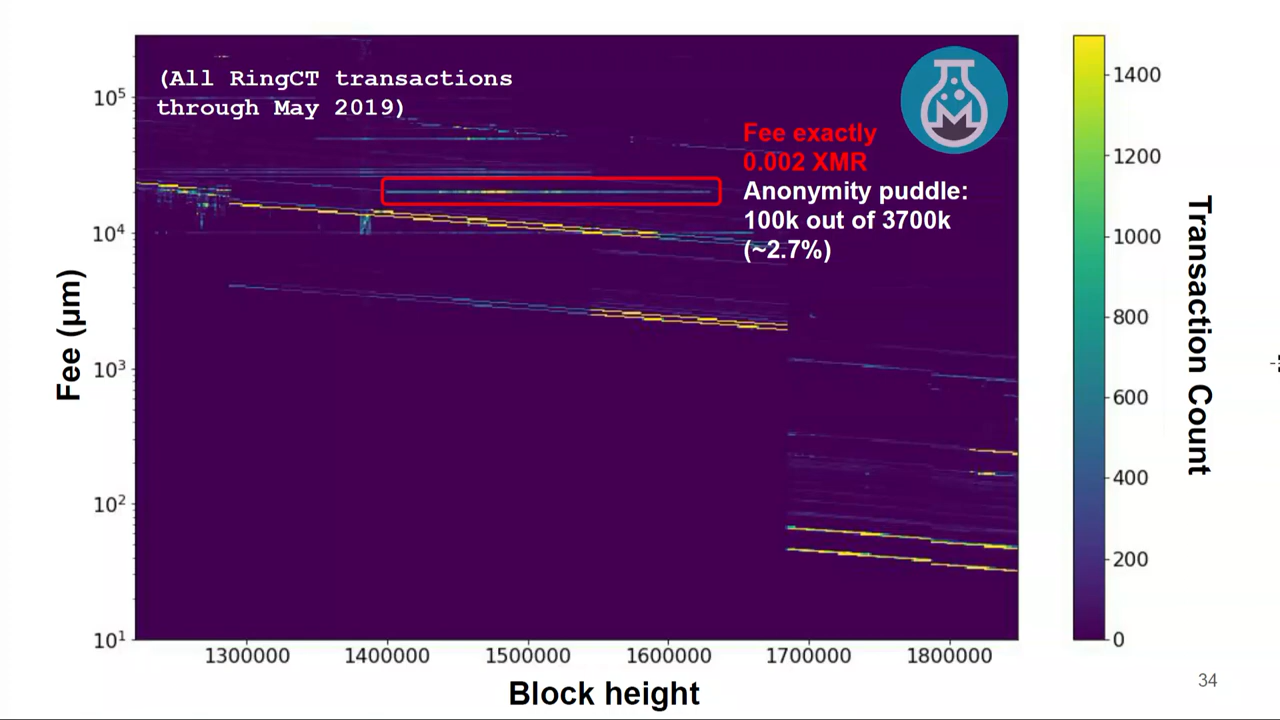 (All RingCT transactions
through May 2019)
Fee exactly
0.002 XMR
Anonymity puddle:
100k out of 3700k
(~2.7%)
M
Fee (μm)
10⁵
10⁴
10³
10²
10¹
1300000
1400000
1500000
1600000
1700000
1800000
Block height
1400
1200
1000
800
600
400
200
0
Transaction Count
34